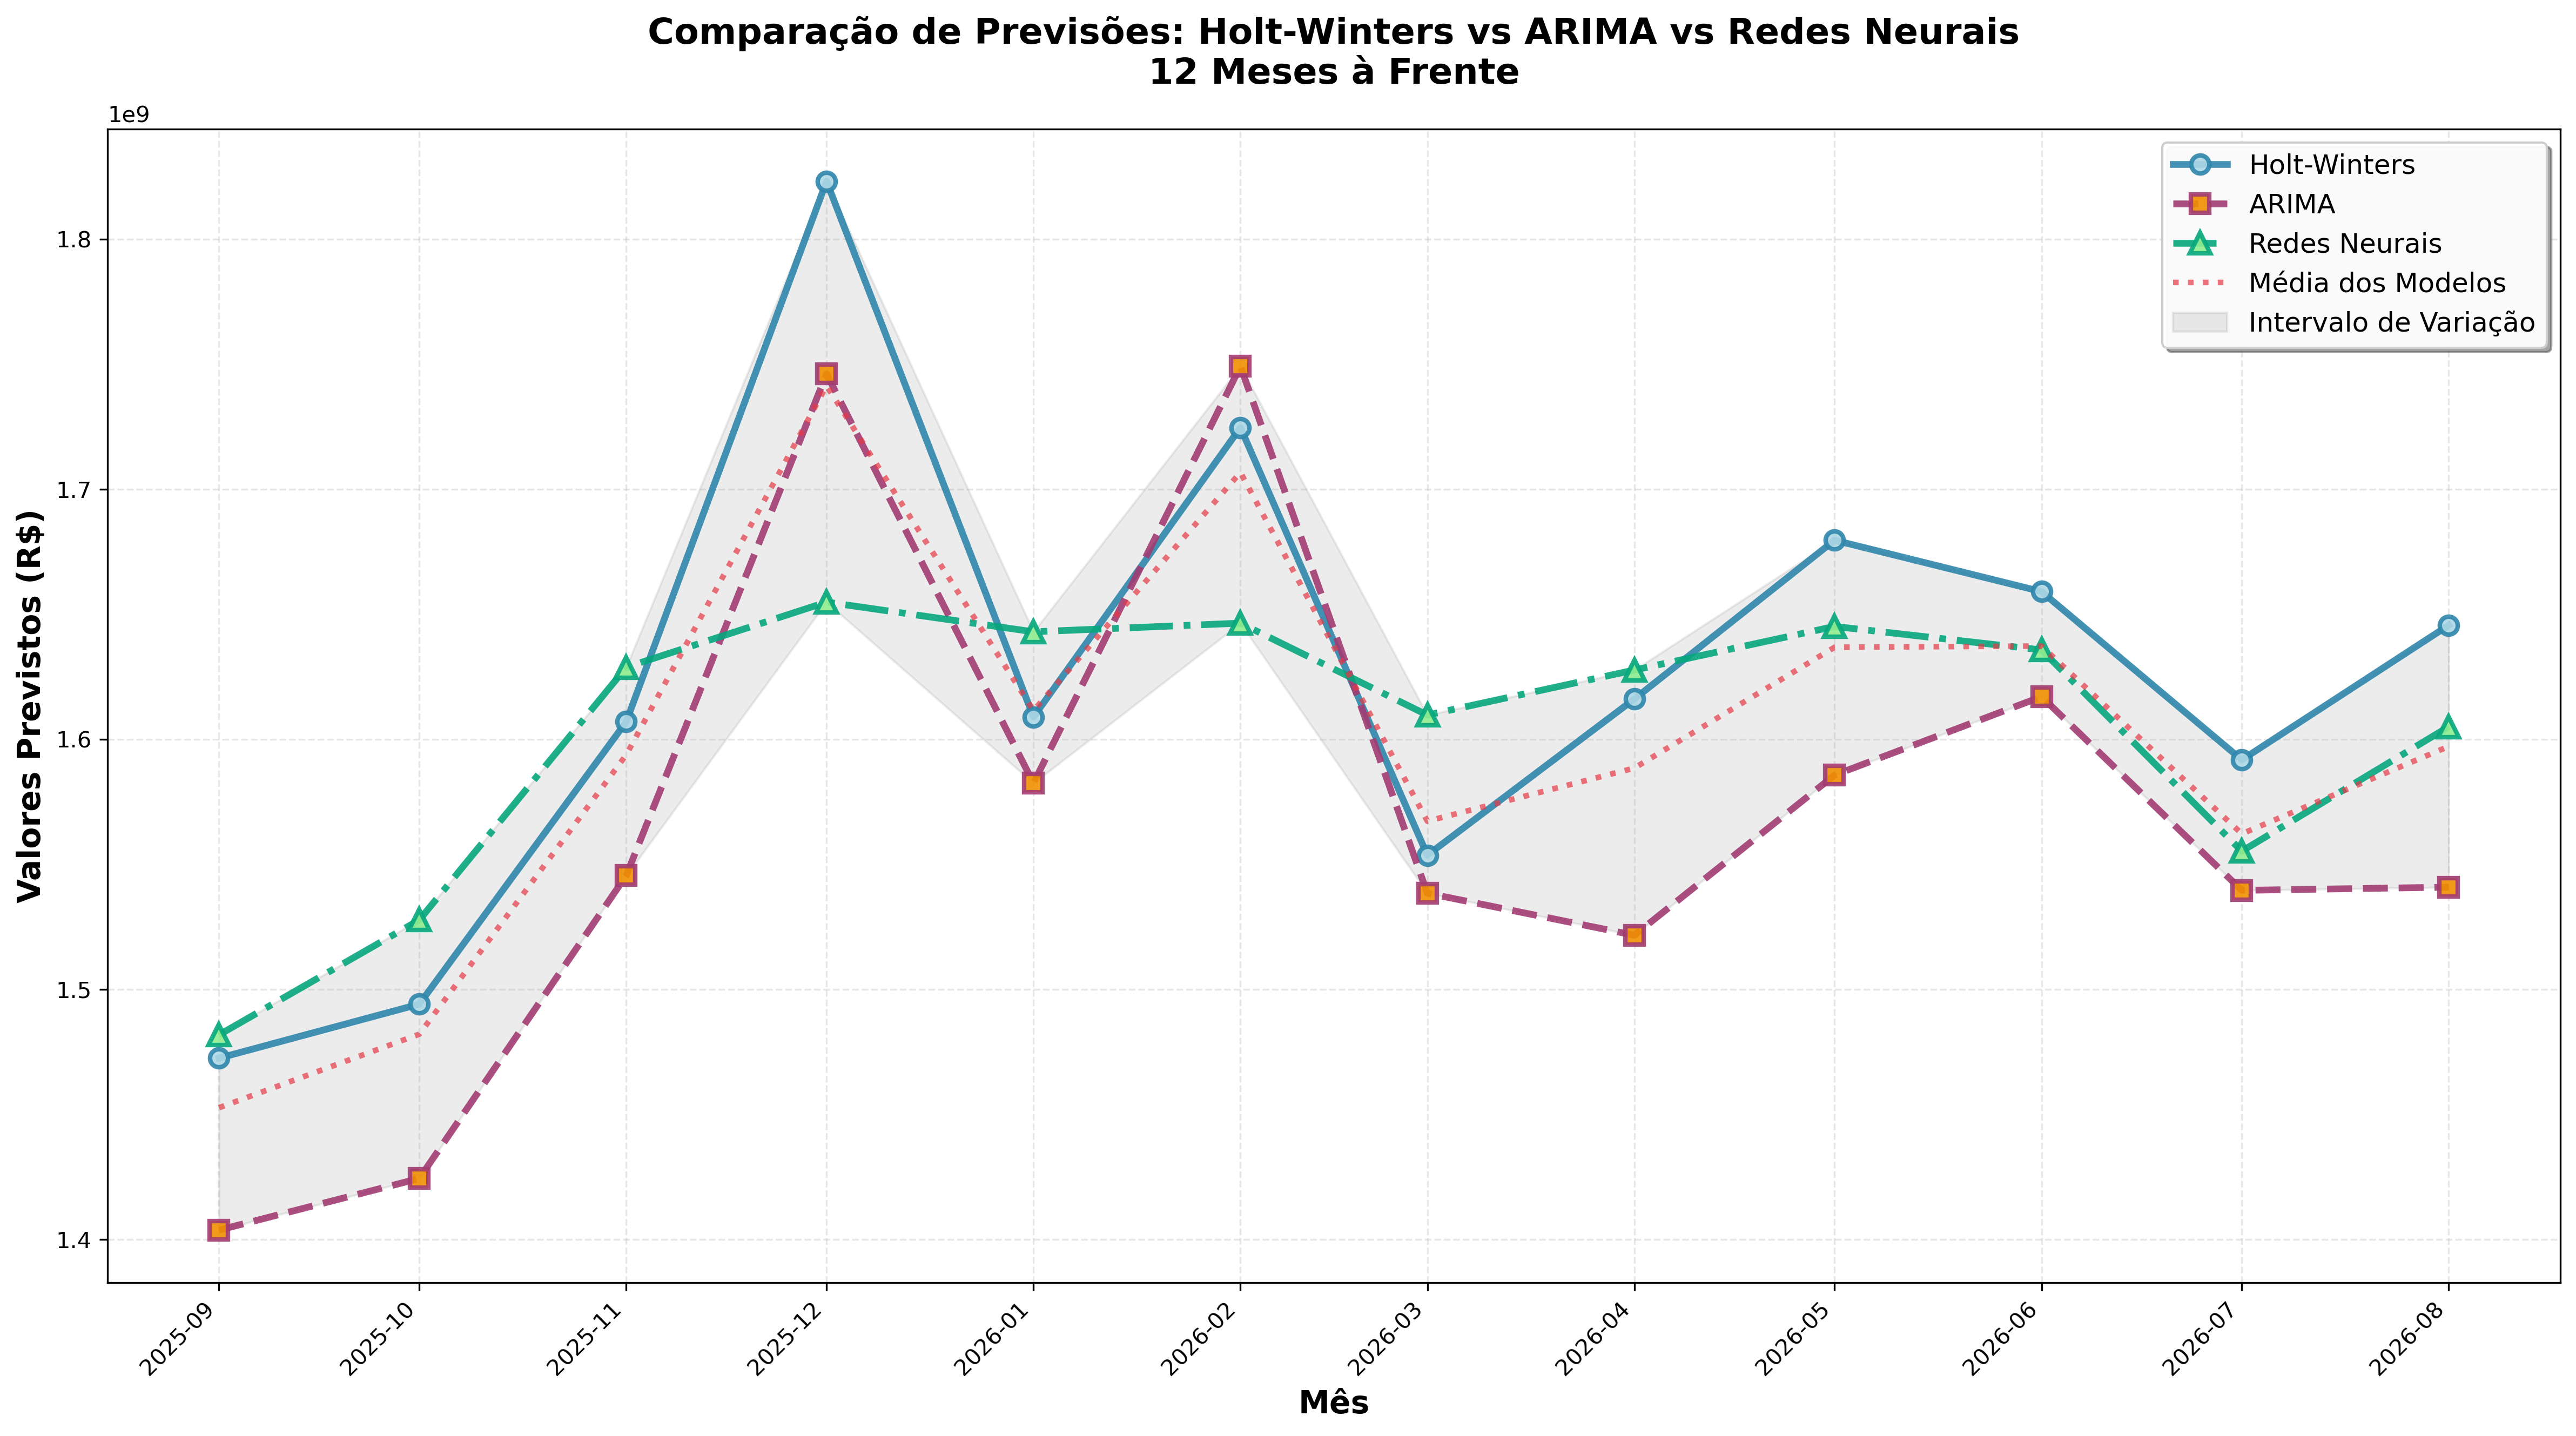 Comparação de Previsões: Holt-Winters vs ARIMA vs Redes Neurais
12 Meses à Frente
1e9
Holt-Winters
ARIMA
Redes Neurais
Média dos Modelos
Intervalo de Variação
1.8
1.7
1.6
1.5
1.4
Valores Previstos (R$)
2025-09
2025-10
2025-11
2025-12
2026-01
2026-02
2026-03
2026-04
2026-05
2026-06
2026-07
2026-08
Mês